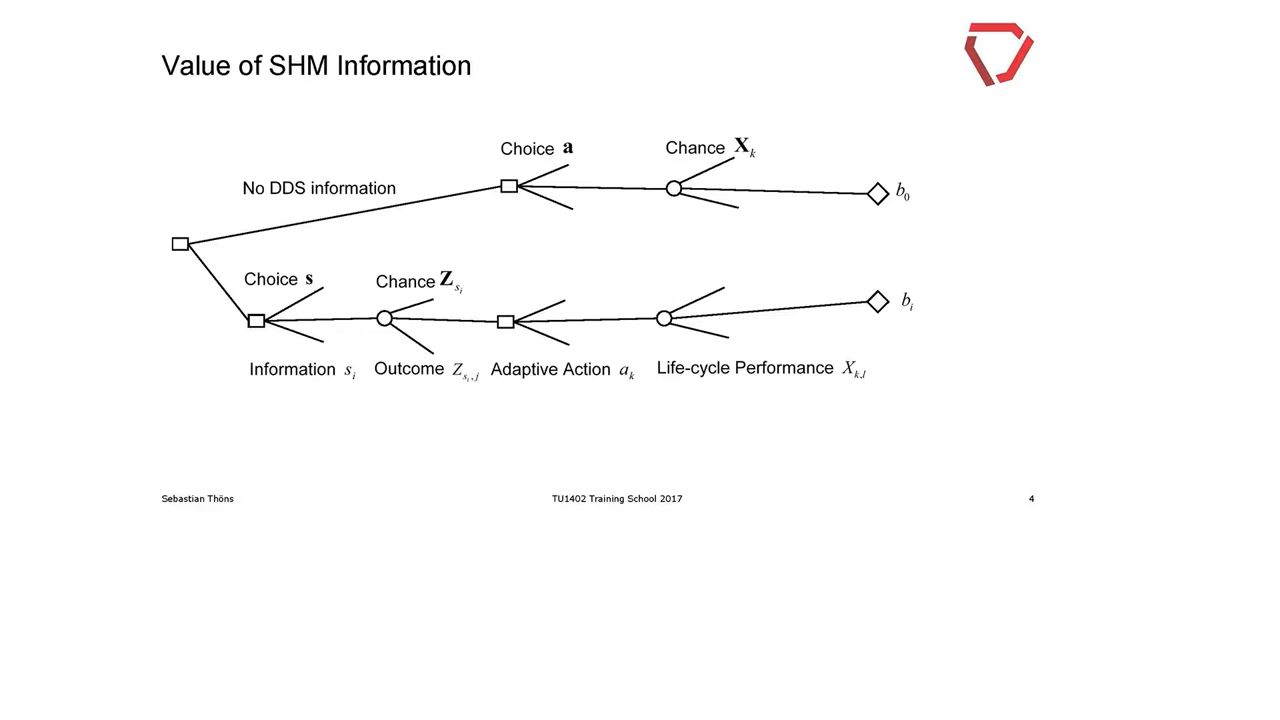 Value of SHM Information
Choice a
Chance X_k
No DDS information
b_0
Choice s
Chance Z_{s_i}
b_i
Information s_i
Outcome Z_{s_i,j}
Adaptive Action a_k
Life-cycle Performance X_{k,l}
Sebastian Thöns
TU1402 Training School 2017
4